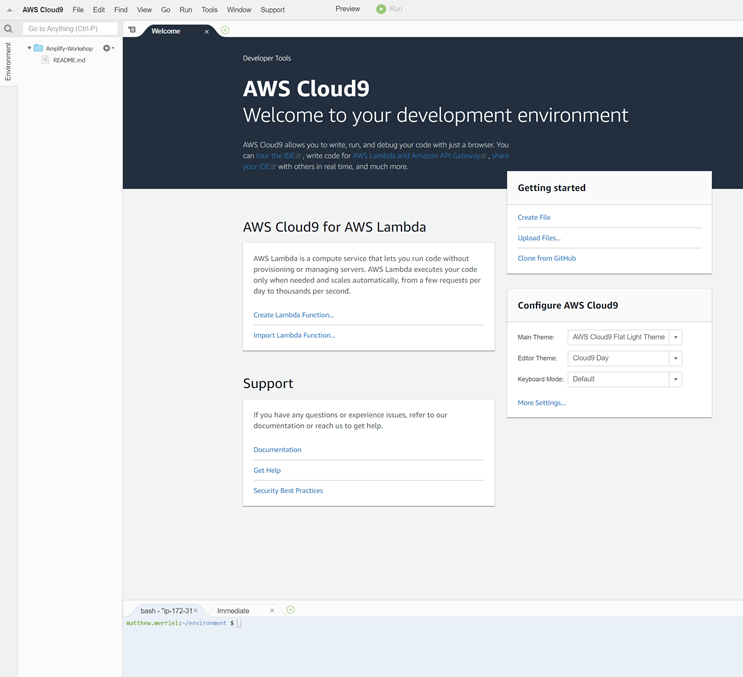 AWS Cloud9 File Edit Find View Go Run Tools Window Support Preview Run
Go to Anything (Ctrl-P)
Welcome
Environment
Amplify-Workshop
README.md
Developer Tools
AWS Cloud9
Welcome to your development environment
AWS Cloud9 allows you to write, run, and debug your code with just a browser. You
can tour the IDE , write code for AWS Lambda and Amazon API Gateway , share
your IDE with others in real time, and much more.
Getting started
Create File
Upload Files...
Clone from GitHub
AWS Cloud9 for AWS Lambda
AWS Lambda is a compute service that lets you run code without
provisioning or managing servers. AWS Lambda executes your code
only when needed and scales automatically, from a few requests per
day to thousands per second.
Create Lambda Function...
Import Lambda Function...
Configure AWS Cloud9
Main Theme: AWS Cloud9 Flat Light Theme
Editor Theme: Cloud9 Day
Keyboard Mode: Default
More Settings...
Support
If you have any questions or experience issues, refer to our
documentation or reach us to get help.
Documentation
Get Help
Security Best Practices
bash - "ip-172-31 Immediate
matthew.merriel:~/environment $